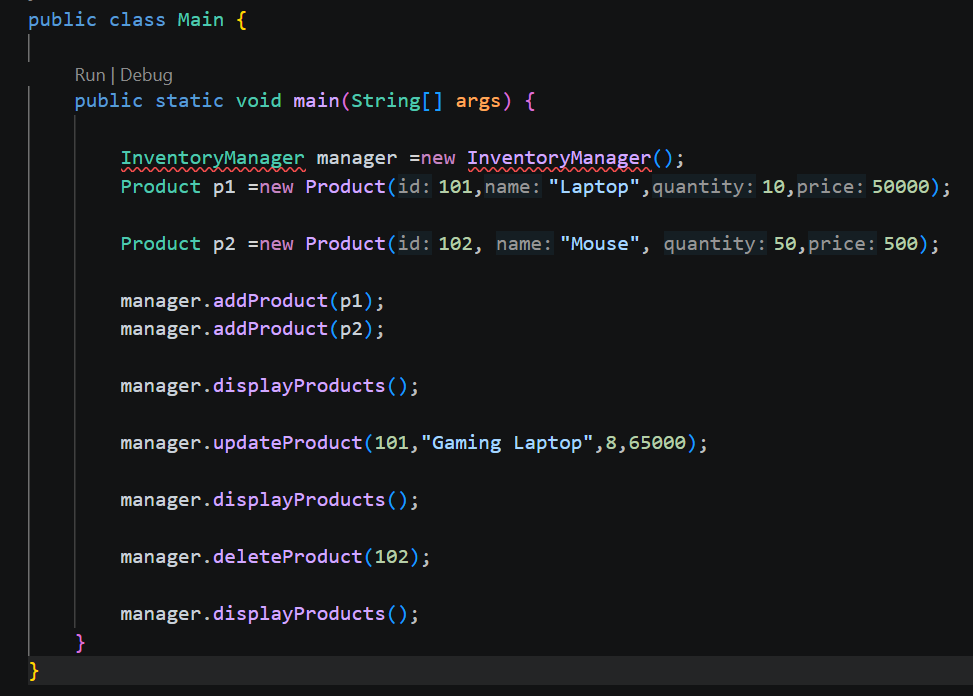 public class Main {
Run | Debug
public static void main(String[] args) {
InventoryManager manager =new InventoryManager();
Product p1 =new Product(id: 101,name: "Laptop",quantity: 10,price: 50000);
Product p2 =new Product(id: 102, name: "Mouse", quantity: 50,price: 500);
manager.addProduct(p1);
manager.addProduct(p2);
manager.displayProducts();
manager.updateProduct(101,"Gaming Laptop",8,65000);
manager.displayProducts();
manager.deleteProduct(102);
manager.displayProducts();
}
}